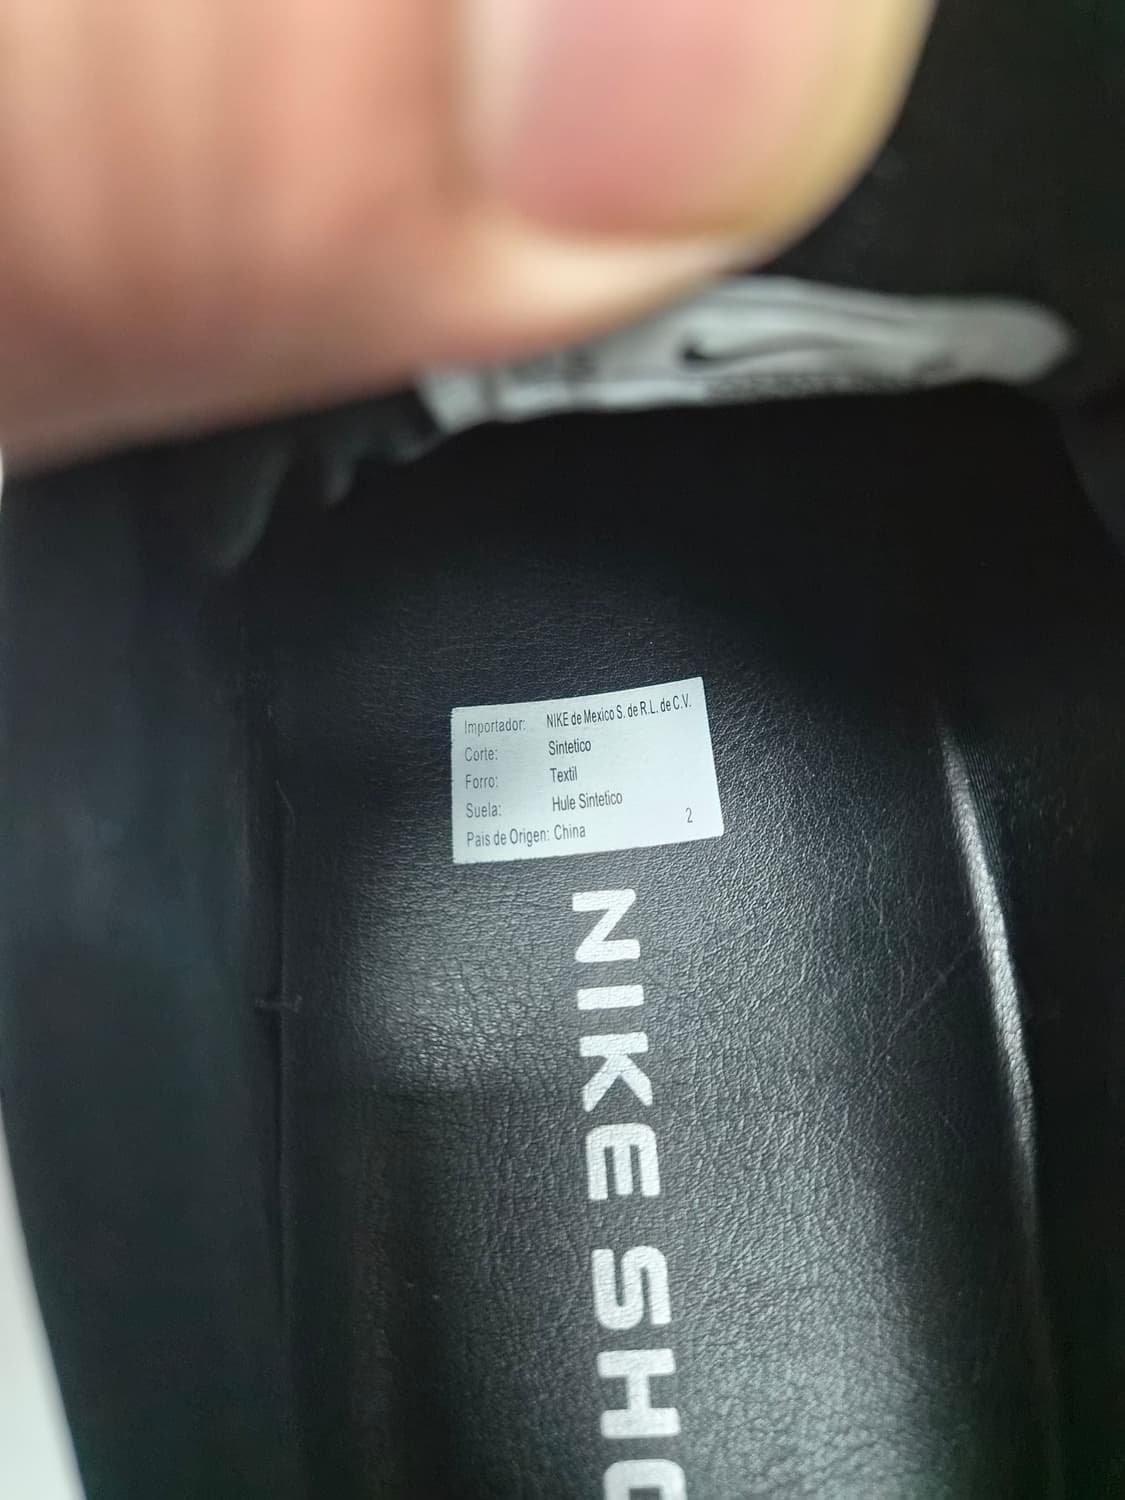 Importador: NIKE de Mexico S. de R.L. de C.V.
Corte: Sintetico
Forro: Textil
Suela: Hule Sintetico
Pais de Origen: China 2
NIKE SHO